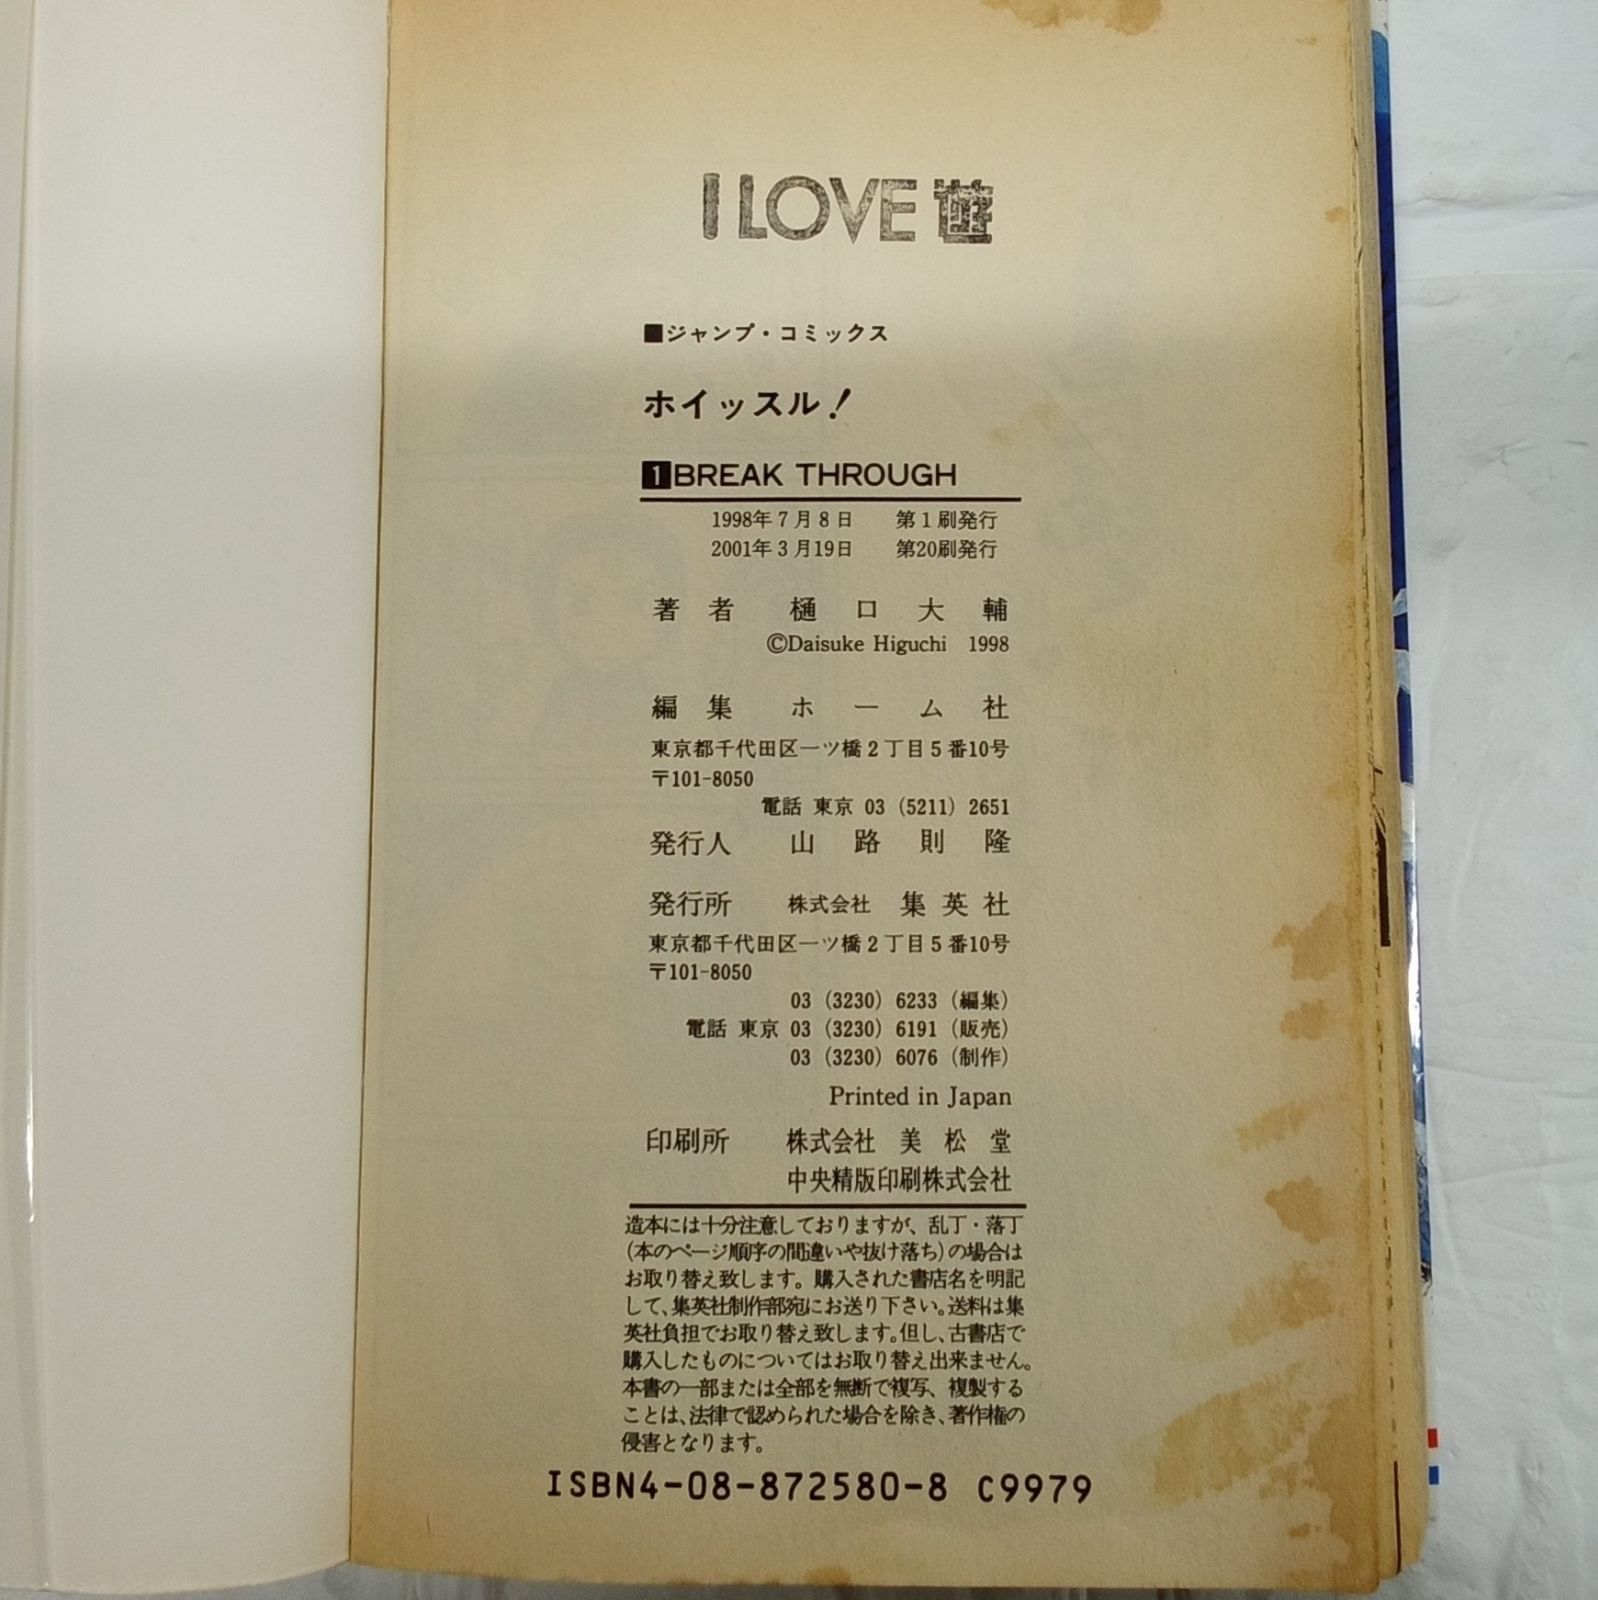 I LOVE 遊
■ジャンプ・コミックス
ホイッスル！
1 BREAK THROUGH
1998年7月8日 第1刷発行
2001年3月19日 第20刷発行
著者 樋口大輔
©Daisuke Higuchi 1998
編集 ホーム社
東京都千代田区一ツ橋2丁目5番10号
〒101-8050
電話 東京 03 (5211) 2651
発行人 山路則隆
発行所 株式会社 集英社
東京都千代田区一ツ橋2丁目5番10号
〒101-8050
03 (3230) 6233 (編集)
電話 東京 03 (3230) 6191 (販売)
03 (3230) 6076 (制作)
Printed in Japan
印刷所 株式会社 美松堂
中央精版印刷株式会社
造本には十分注意しておりますが、乱丁・落丁
(本のページ順序の間違いや抜け落ち)の場合は
お取り替え致します。購入された書店名を明記
して、集英社制作部宛にお送り下さい。送料は集
英社負担でお取り替え致します。但し、古書店で
購入したものについてはお取り替え出来ません。
本書の一部または全部を無断で複写、複製する
ことは、法律で認められた場合を除き、著作権の
侵害となります。
ISBN4-08-872580-8 C9979